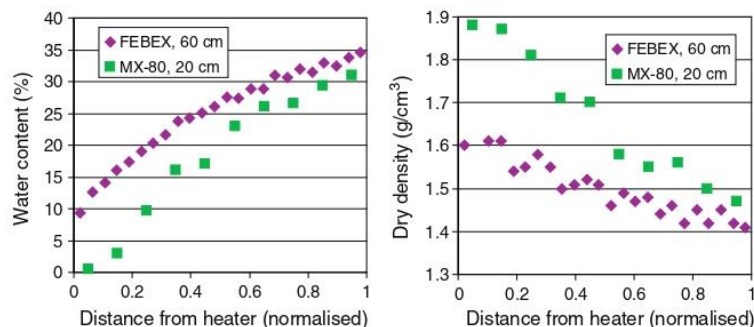 40
35
30
25
20
15
10
5
0
Water content (%)
FEBEX, 60 cm
MX-80, 20 cm
0 0.2 0.4 0.6 0.8 1
Distance from heater (normalised)
1.9
1.8
1.7
1.6
1.5
1.4
1.3
Dry density (g/cm³)
FEBEX, 60 cm
MX-80, 20 cm
0 0.2 0.4 0.6 0.8 1
Distance from heater (normalised)